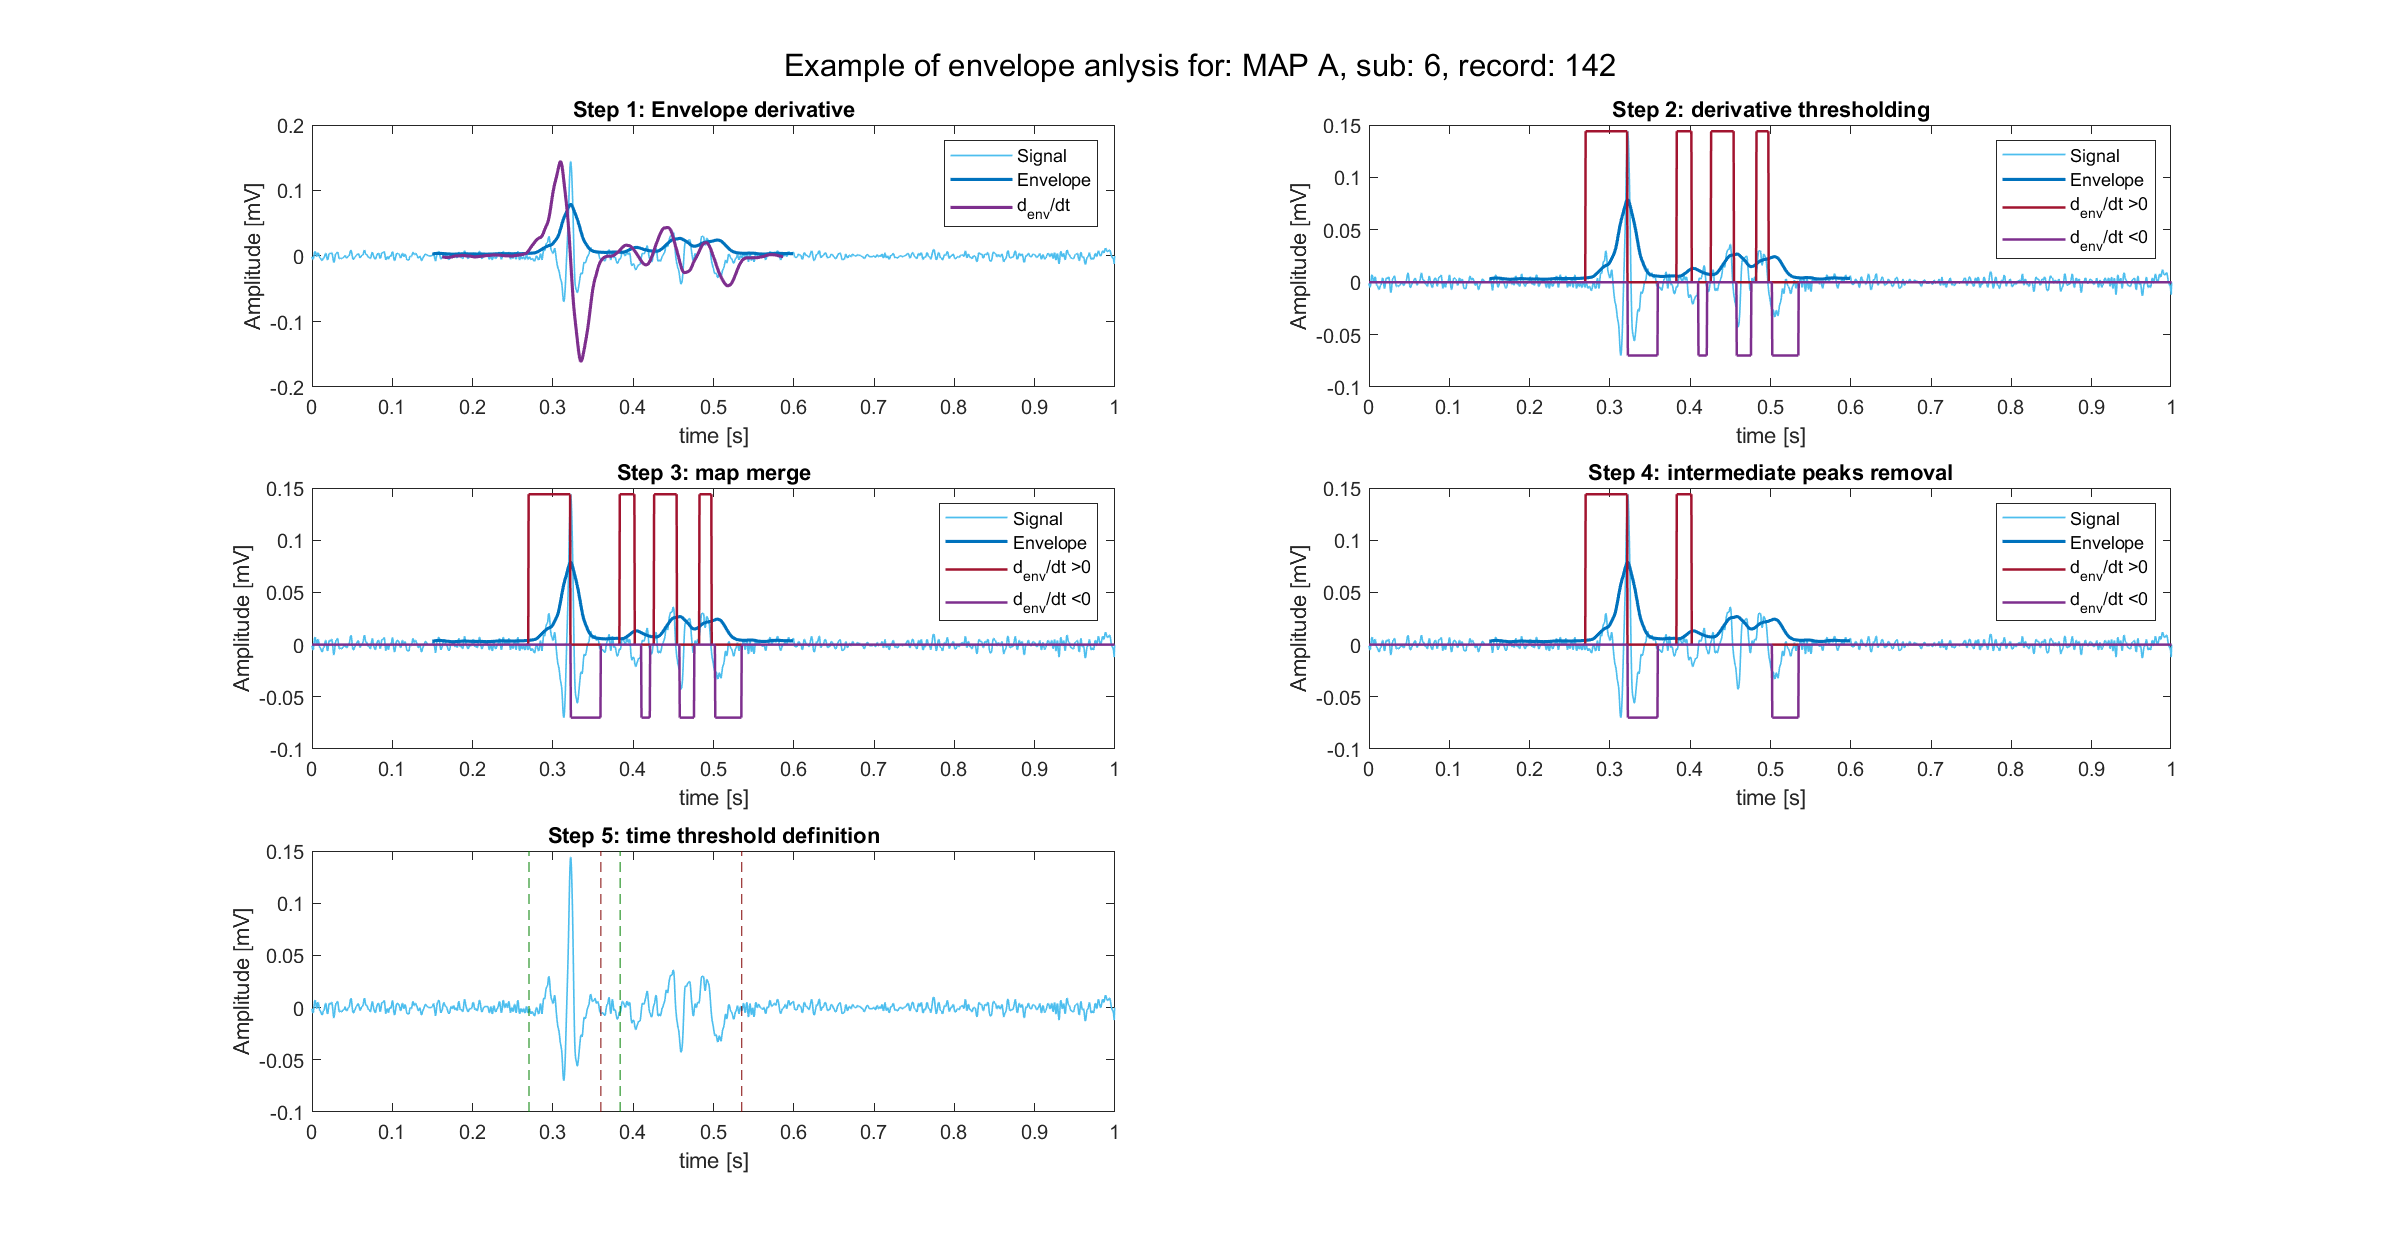 Example of envelope anlysis for: MAP A, sub: 6, record: 142
Step 1: Envelope derivative
0.2
0.1
0
-0.1
-0.2
Amplitude [mV]
0 0.1 0.2 0.3 0.4 0.5 0.6 0.7 0.8 0.9 1
time [s]
Signal
Envelope
d_env/dt
Step 2: derivative thresholding
0.15
0.1
0.05
0
-0.05
-0.1
Amplitude [mV]
0 0.1 0.2 0.3 0.4 0.5 0.6 0.7 0.8 0.9 1
time [s]
Signal
Envelope
d_env/dt >0
d_env/dt <0
Step 3: map merge
0.15
0.1
0.05
0
-0.05
-0.1
Amplitude [mV]
0 0.1 0.2 0.3 0.4 0.5 0.6 0.7 0.8 0.9 1
time [s]
Signal
Envelope
d_env/dt >0
d_env/dt <0
Step 4: intermediate peaks removal
0.15
0.1
0.05
0
-0.05
-0.1
Amplitude [mV]
0 0.1 0.2 0.3 0.4 0.5 0.6 0.7 0.8 0.9 1
time [s]
Signal
Envelope
d_env/dt >0
d_env/dt <0
Step 5: time threshold definition
0.15
0.1
0.05
0
-0.05
-0.1
Amplitude [mV]
0 0.1 0.2 0.3 0.4 0.5 0.6 0.7 0.8 0.9 1
time [s]